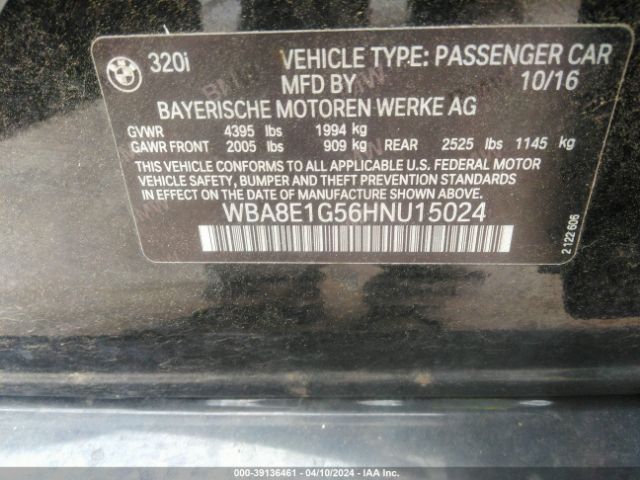 320i VEHICLE TYPE: PASSENGER CAR
MFD BY 10/16
BAYERISCHE MOTOREN WERKE AG
GVWR 4395 lbs 1994 kg
GAWR FRONT 2005 lbs 909 kg REAR 2525 lbs 1145 kg
THIS VEHICLE CONFORMS TO ALL APPLICABLE U.S. FEDERAL MOTOR
VEHICLE SAFETY, BUMPER AND THEFT PREVENTION STANDARDS
IN EFFECT ON THE DATE OF MANUFACTURE SHOWN ABOVE.
WBA8E1G56HNU15024
2 122 606
000-39136461 - 04/10/2024 - IAA Inc.